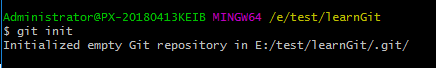 Administrator@PX-20180413KEIB MINGW64 /e/test/learnGit
$ git init
Initialized empty Git repository in E:/test/learnGit/.git/